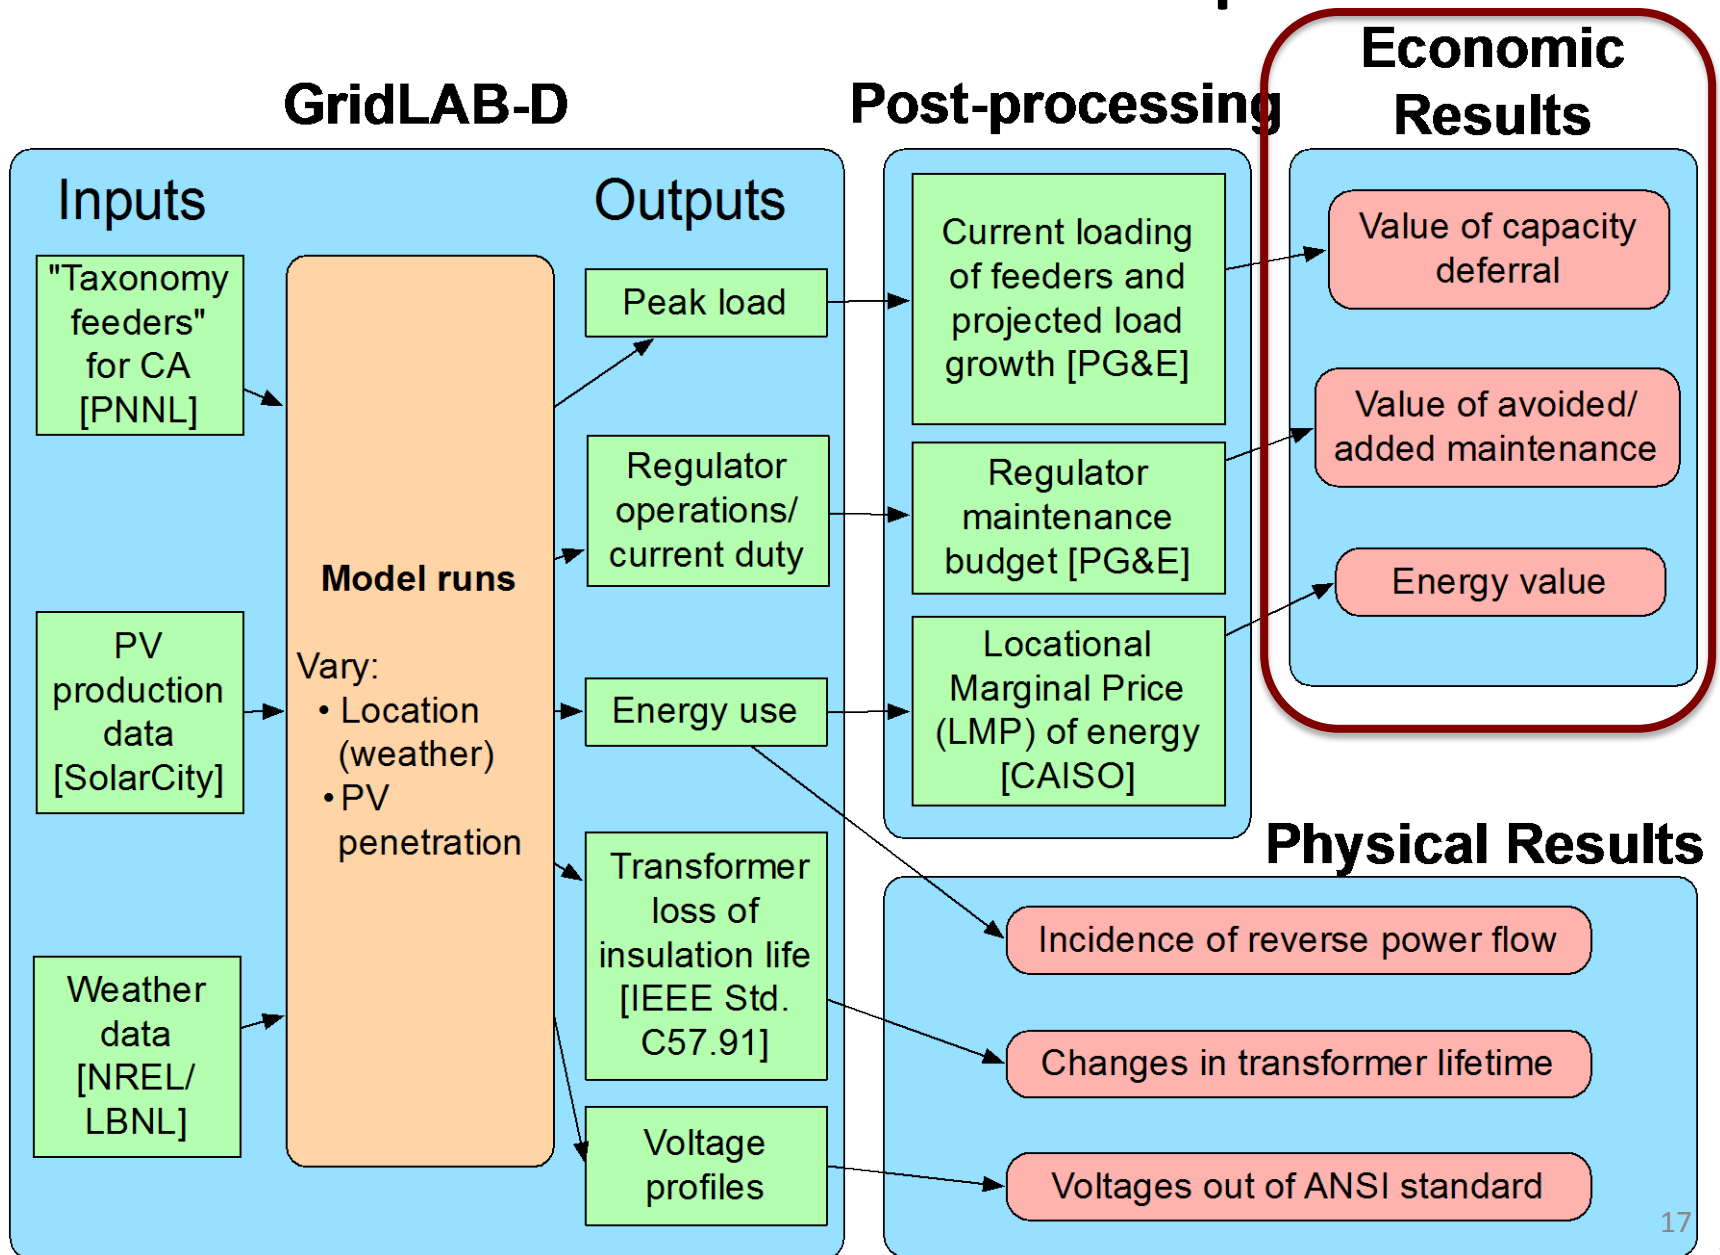 GridLAB-D
Post-processing
Economic
Results
Inputs
Outputs
"Taxonomy
feeders"
for CA
[PNNL]
PV
production
data
[SolarCity]
Weather
data
[NREL/
LBNL]
Model runs
Vary:
• Location
(weather)
• PV
penetration
Peak load
Regulator
operations/
current duty
Energy use
Transformer
loss of
insulation life
[IEEE Std.
C57.91]
Voltage
profiles
Current loading
of feeders and
projected load
growth [PG&E]
Regulator
maintenance
budget [PG&E]
Locational
Marginal Price
(LMP) of energy
[CAISO]
Value of capacity
deferral
Value of avoided/
added maintenance
Energy value
Physical Results
Incidence of reverse power flow
Changes in transformer lifetime
Voltages out of ANSI standard
17